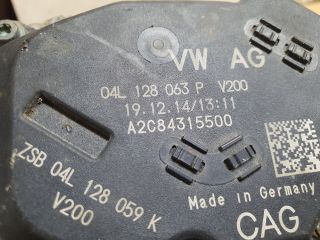 VW AG
04L 128 063 P V200
19.12.14/13:11
A2C84315500
ZSB 04L 128 059 K
V200
Made in Germany
CAG